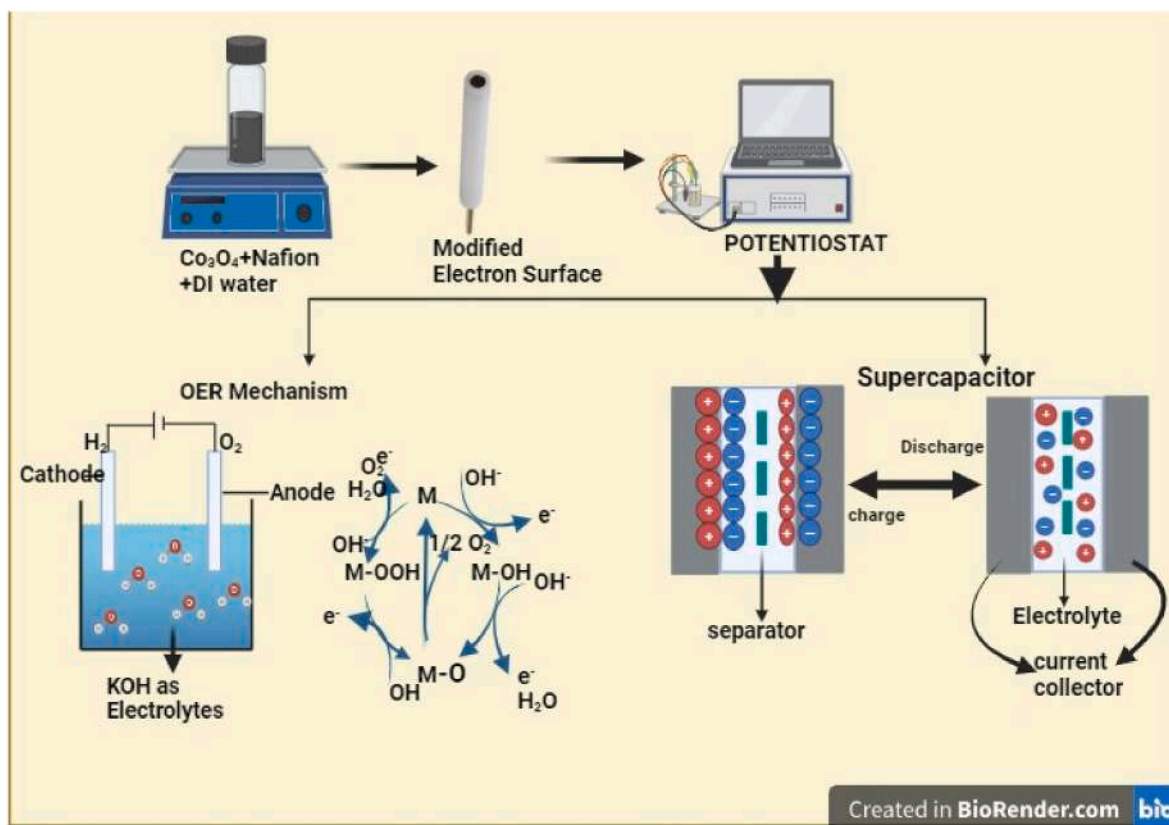 Co₃O₄+Nafion
+DI water
Modified
Electron Surface
POTENTIOSTAT
OER Mechanism
H₂
O₂
Cathode
Anode
KOH as
Electrolytes
O₂
e⁻
H₂O
M
OH⁻
e⁻
OH⁻
1/2 O₂
M-OOH
M-OH
OH⁻
e⁻
M-O
OH
e⁻
H₂O
Supercapacitor
Discharge
charge
separator
Electrolyte
current
collector
Created in BioRender.com
bio